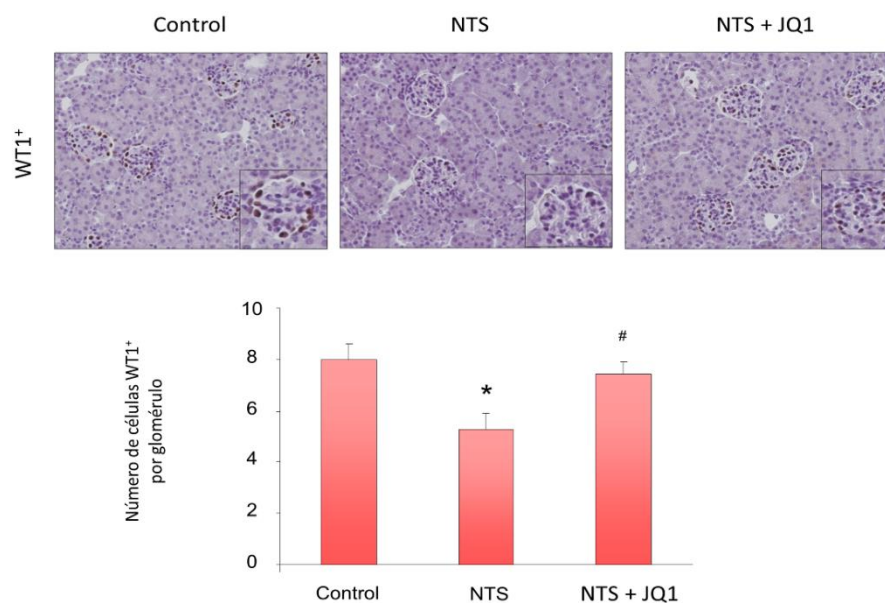 Control
NTS
NTS + JQ1
WT1⁺
Número de células WT1⁺
por glomérulo
10
8
6
4
2
0
*
#
Control
NTS
NTS + JQ1